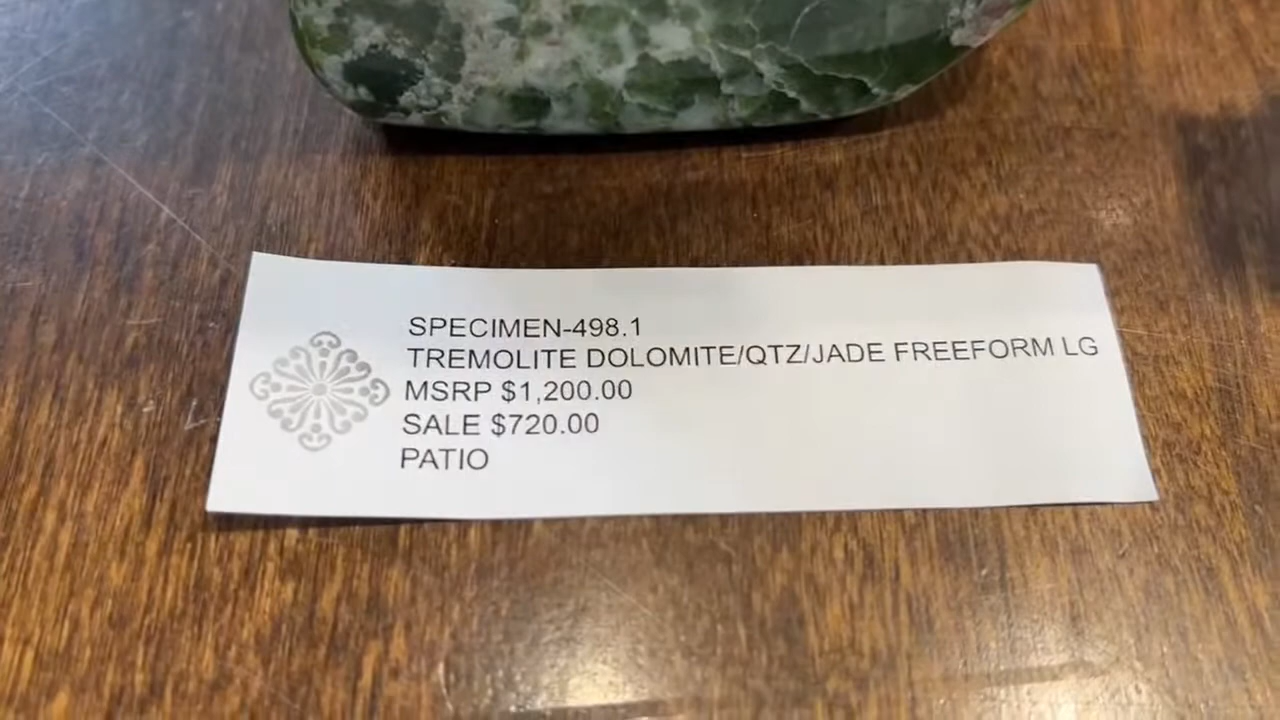 SPECIMEN-498.1
TREMOLITE DOLOMITE/QTZ/JADE FREEFORM LG
MSRP $1,200.00
SALE $720.00
PATIO